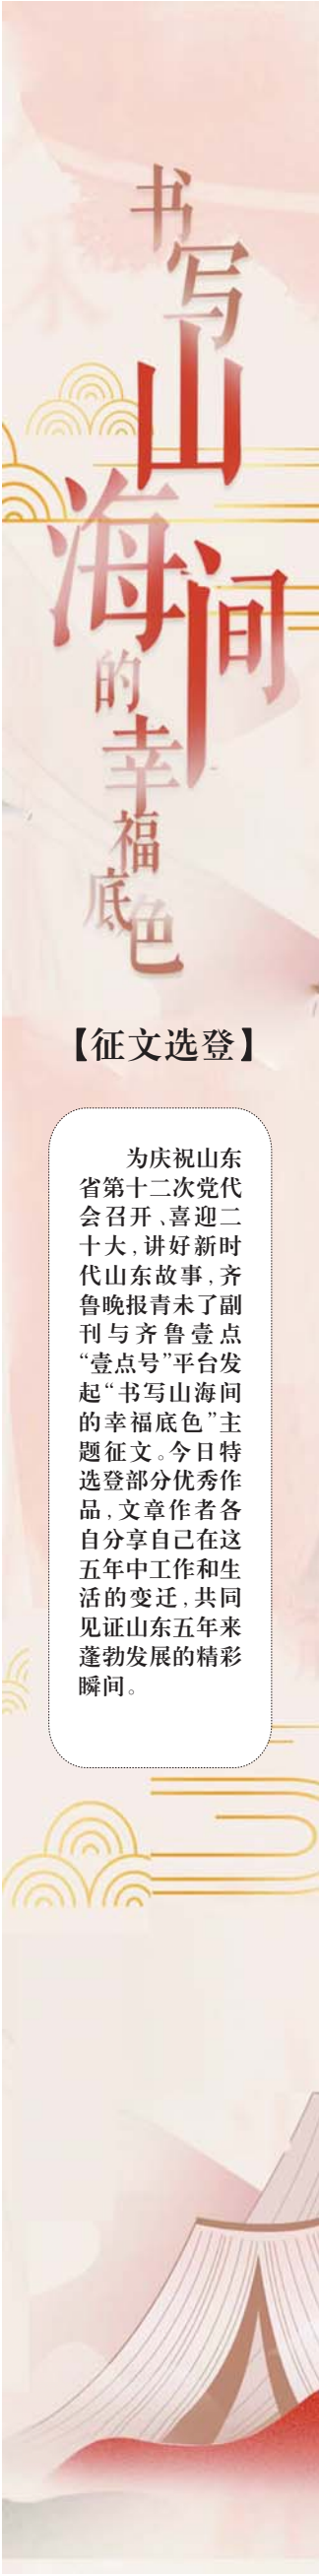 书写山海间的幸福底色
【征文选登】
为庆祝山东
省第十二次党代
会召开、喜迎二
十大，讲好新时
代山东故事，齐
鲁晚报青未了副
刊与齐鲁壹点
“壹点号”平台发
起“书写山海间
的幸福底色”主
题征文。今日特
选登部分优秀作
品，文章作者各
自分享自己在这
五年中工作和生
活的变迁，共同
见证山东五年来
蓬勃发展的精彩
瞬间。